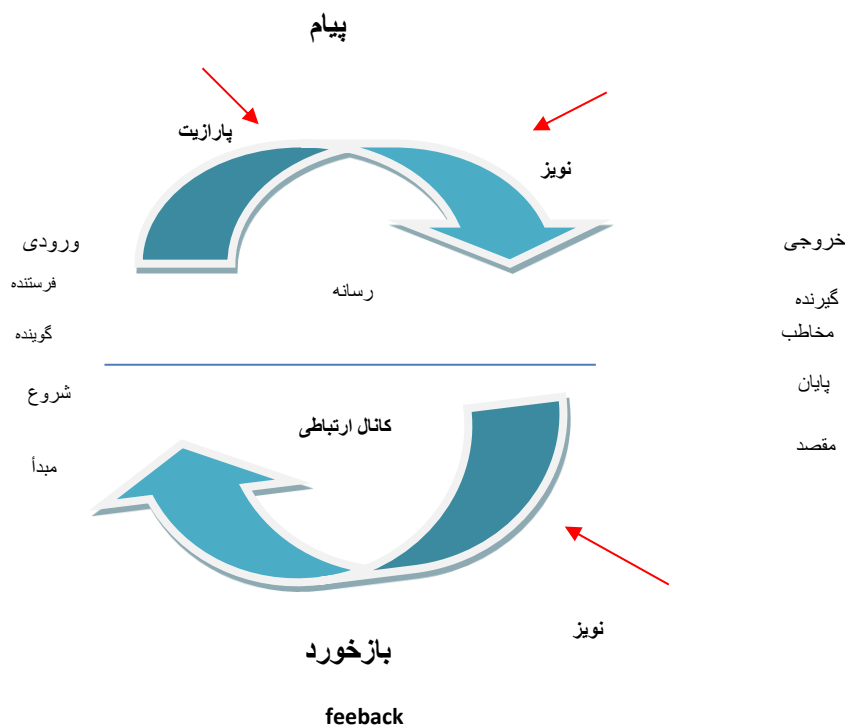 پیام
پارازیت
نویز
خروجی
ورودی
گیرنده
فرستنده
رسانه
مخاطب
گوینده
پایان
شروع
کانال ارتباطی
مقصد
مبدأ
نویز
بازخورد
feeback